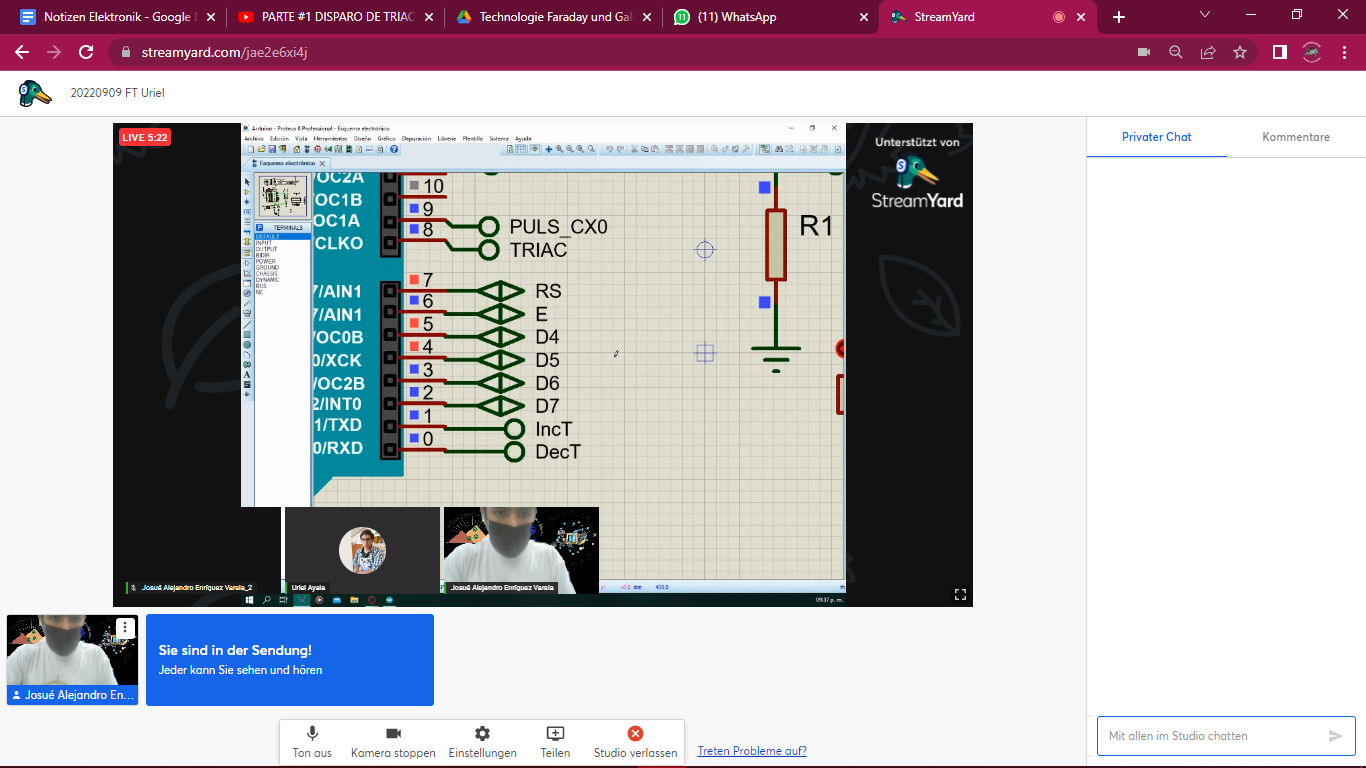 Notizen Elektronik - Google
PARTE #1 DISPARO DE TRIAC
Technologie Faraday und Gal
(11) WhatsApp
StreamYard
streamyard.com/jae2e6xi4j
20220909 FT Uriel
Privater Chat
Kommentare
LIVE 5:22
Arduino - Proteus 8 Professional - Esquema electrónico
Archivo Edición Vista Herramientas Diseño Gráfico Depuración Librería Plantilla Sistema Ayuda
Esquema electrónico
Unterstützt von
StreamYard
TERMINALS
DEFAULT
INPUT
OUTPUT
BIDIR
POWER
GROUND
CHASSIS
DYNAMIC
BUS
NC
/OC2A
/OC1B 10
OC1A 9
CLKO 8
PULS_CX0
TRIAC
R1
7/AIN1 7 RS
7/AIN1 6 E
/OC0B 5 D4
0/XCK 4 D5
/OC2B 3 D6
2/INT0 2 D7
1/TXD 1 IncT
0/RXD 0 DecT
Josué Alejandro Enríquez Varela_2
Uriel Ayala
Josué Alejandro Enríquez Varela
+0.0 400.0
09:37 p. m.
Josué Alejandro En...
Sie sind in der Sendung!
Jeder kann Sie sehen und hören
Ton aus
Kamera stoppen
Einstellungen
Teilen
Studio verlassen
Treten Probleme auf?
Mit allen im Studio chatten